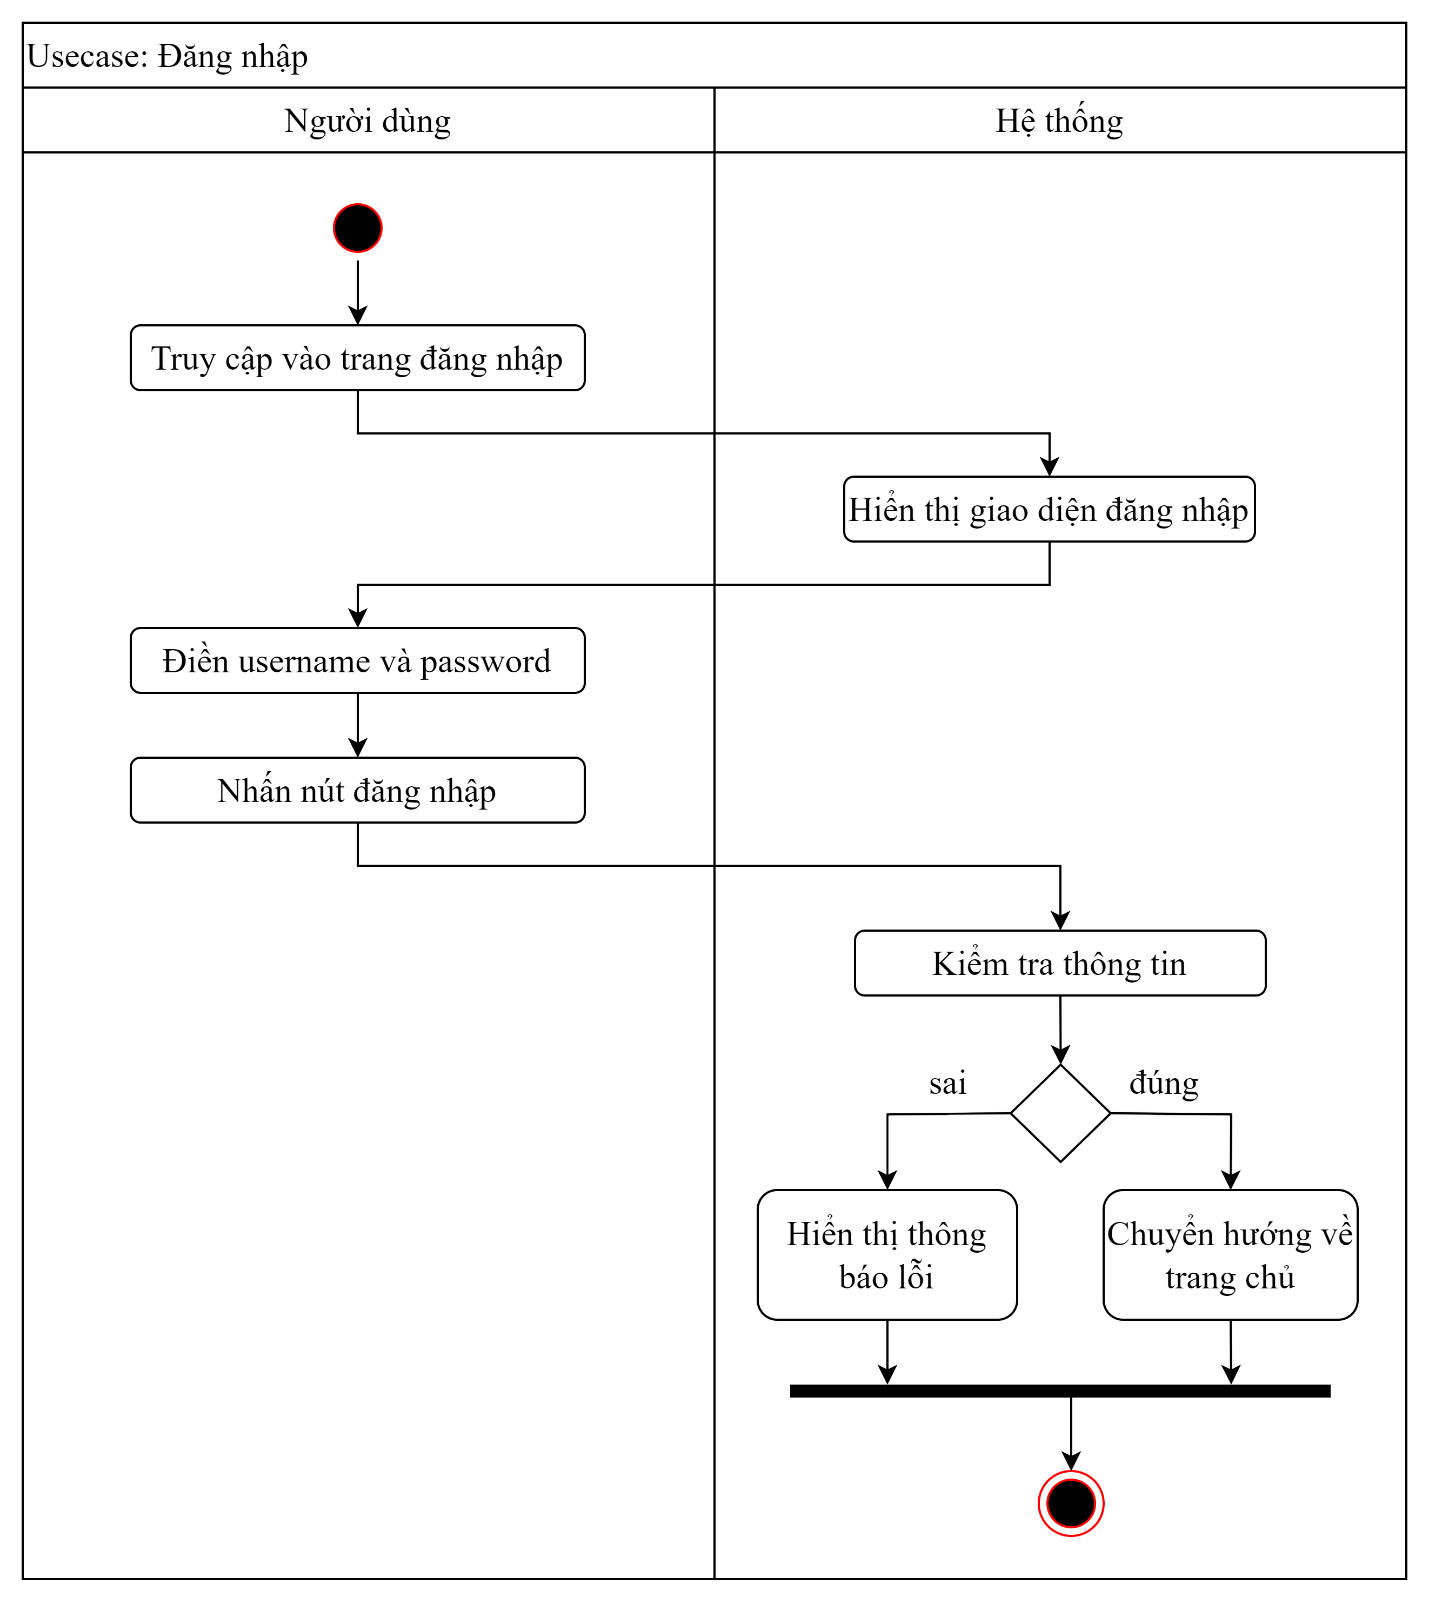 Usecase: Đăng nhập
Người dùng
Hệ thống
Truy cập vào trang đăng nhập
Hiển thị giao diện đăng nhập
Điền username và password
Nhấn nút đăng nhập
Kiểm tra thông tin
sai
đúng
Hiển thị thông
báo lỗi
Chuyển hướng về
trang chủ